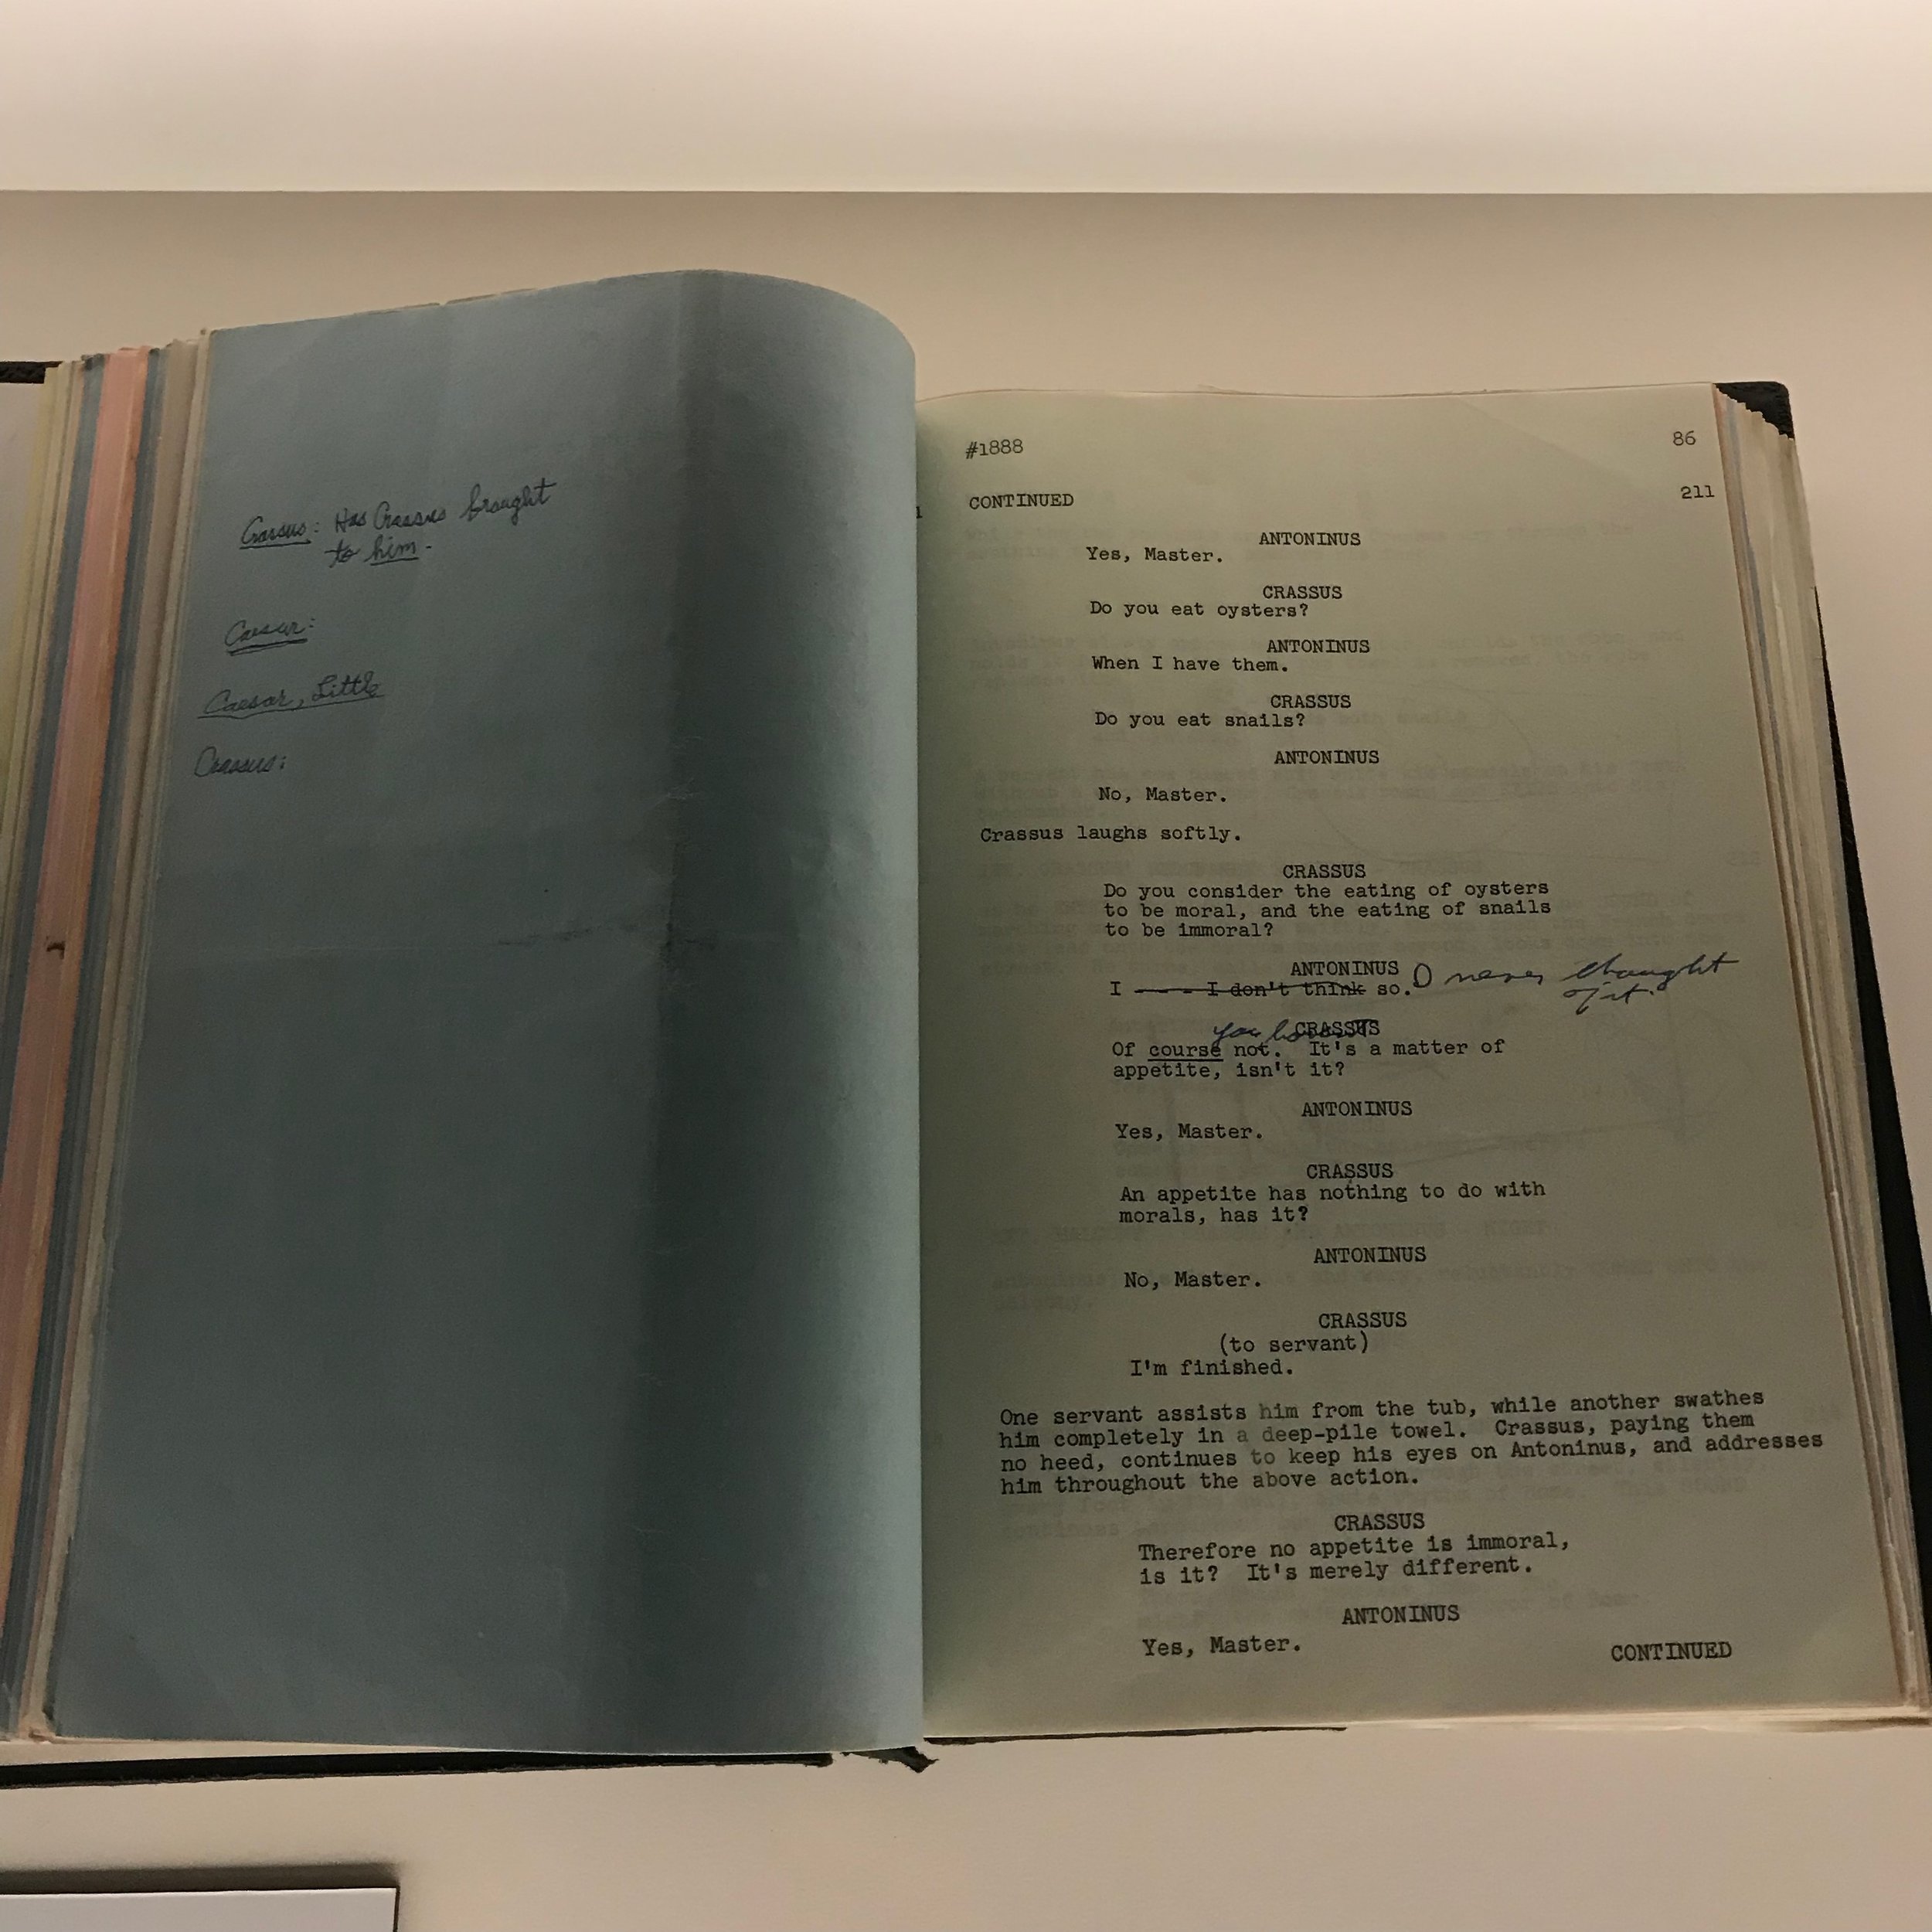 Crassus: Has Crassus brought
to him.
Caesar:
Caesar, Little
Crassus:
#1888 86
CONTINUED 211
ANTONINUS
Yes, Master.
CRASSUS
Do you eat oysters?
ANTONINUS
When I have them.
CRASSUS
Do you eat snails?
ANTONINUS
No, Master.
Crassus laughs softly.
CRASSUS
Do you consider the eating of oysters
to be moral, and the eating of snails
to be immoral?
ANTONINUS
I --- I don't think so. I never thought
of it.
you haven't
CRASSUS
Of course not. It's a matter of
appetite, isn't it?
ANTONINUS
Yes, Master.
CRASSUS
An appetite has nothing to do with
morals, has it?
ANTONINUS
No, Master.
CRASSUS
(to servant)
I'm finished.
One servant assists him from the tub, while another swathes
him completely in a deep-pile towel. Crassus, paying them
no heed, continues to keep his eyes on Antoninus, and addresses
him throughout the above action.
CRASSUS
Therefore no appetite is immoral,
is it? It's merely different.
ANTONINUS
Yes, Master.
CONTINUED